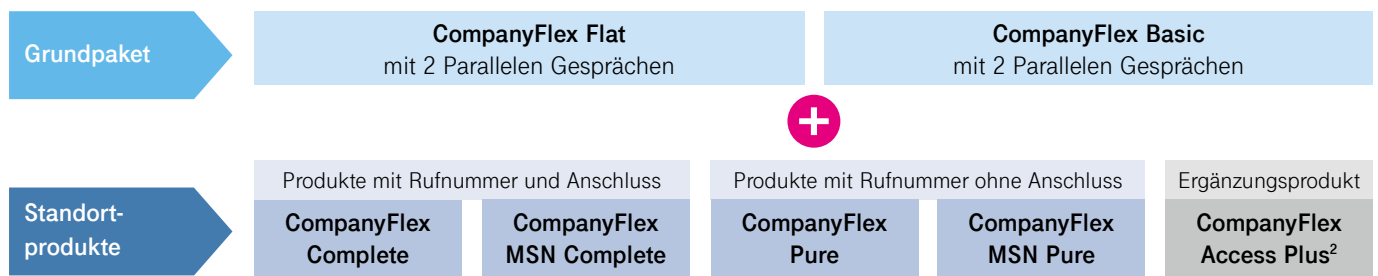 Grundpaket
CompanyFlex Flat
mit 2 Parallelen Gesprächen
CompanyFlex Basic
mit 2 Parallelen Gesprächen
+
Standort-
produkte
Produkte mit Rufnummer und Anschluss
CompanyFlex
Complete
CompanyFlex
MSN Complete
Produkte mit Rufnummer ohne Anschluss
CompanyFlex
Pure
CompanyFlex
MSN Pure
Ergänzungsprodukt
CompanyFlex
Access Plus²